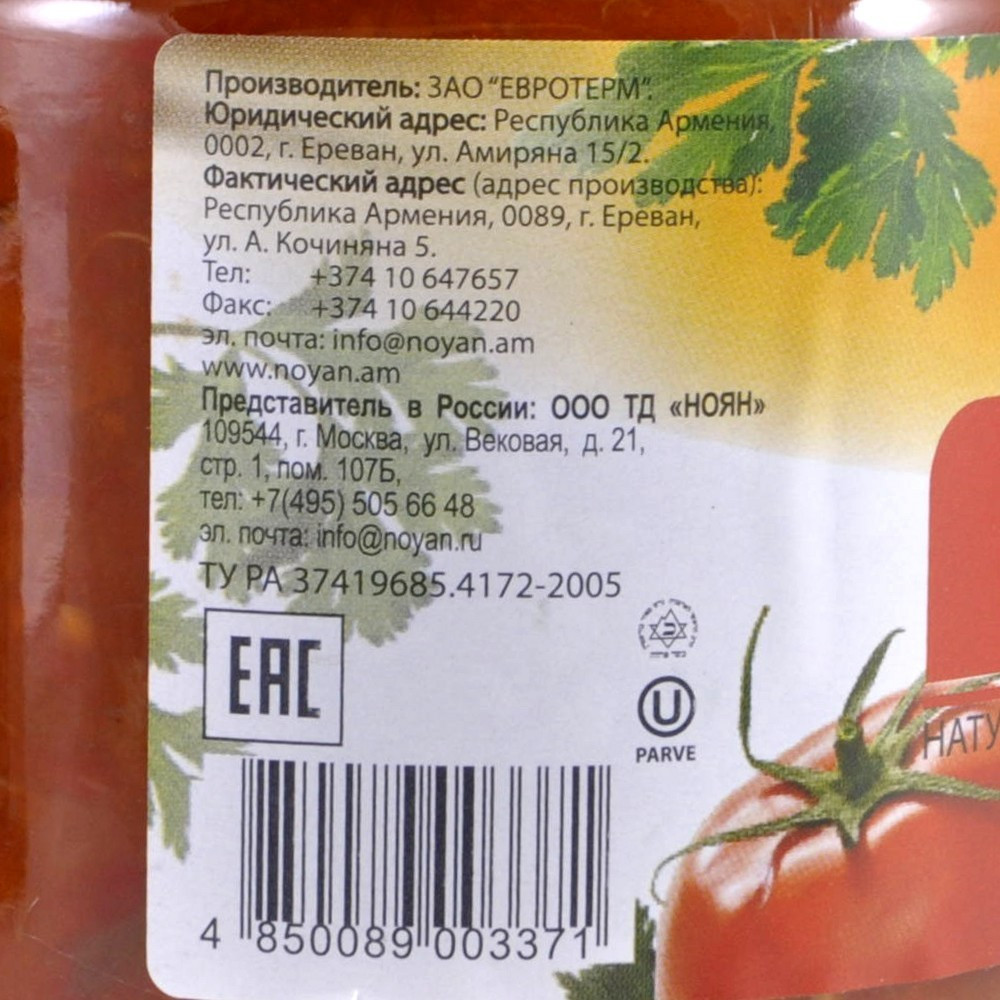 Производитель: ЗАО “ЕВРОТЕРМ”.
Юридический адрес: Республика Армения,
0002, г. Ереван, ул. Амиряна 15/2.
Фактический адрес (адрес производства):
Республика Армения, 0089, г. Ереван,
ул. А. Кочиняна 5.
Тел: +374 10 647657
Факс: +374 10 644220
эл. почта: info@noyan.am
www.noyan.am
Представитель в России: ООО ТД «НОЯН»
109544, г. Москва, ул. Вековая, д. 21,
стр. 1, пом. 107Б,
тел: +7(495) 505 66 48
эл. почта: info@noyan.ru
ТУ РА 37419685.4172-2005
EAC
U
PARVE
НАТУ
4 850089 003371